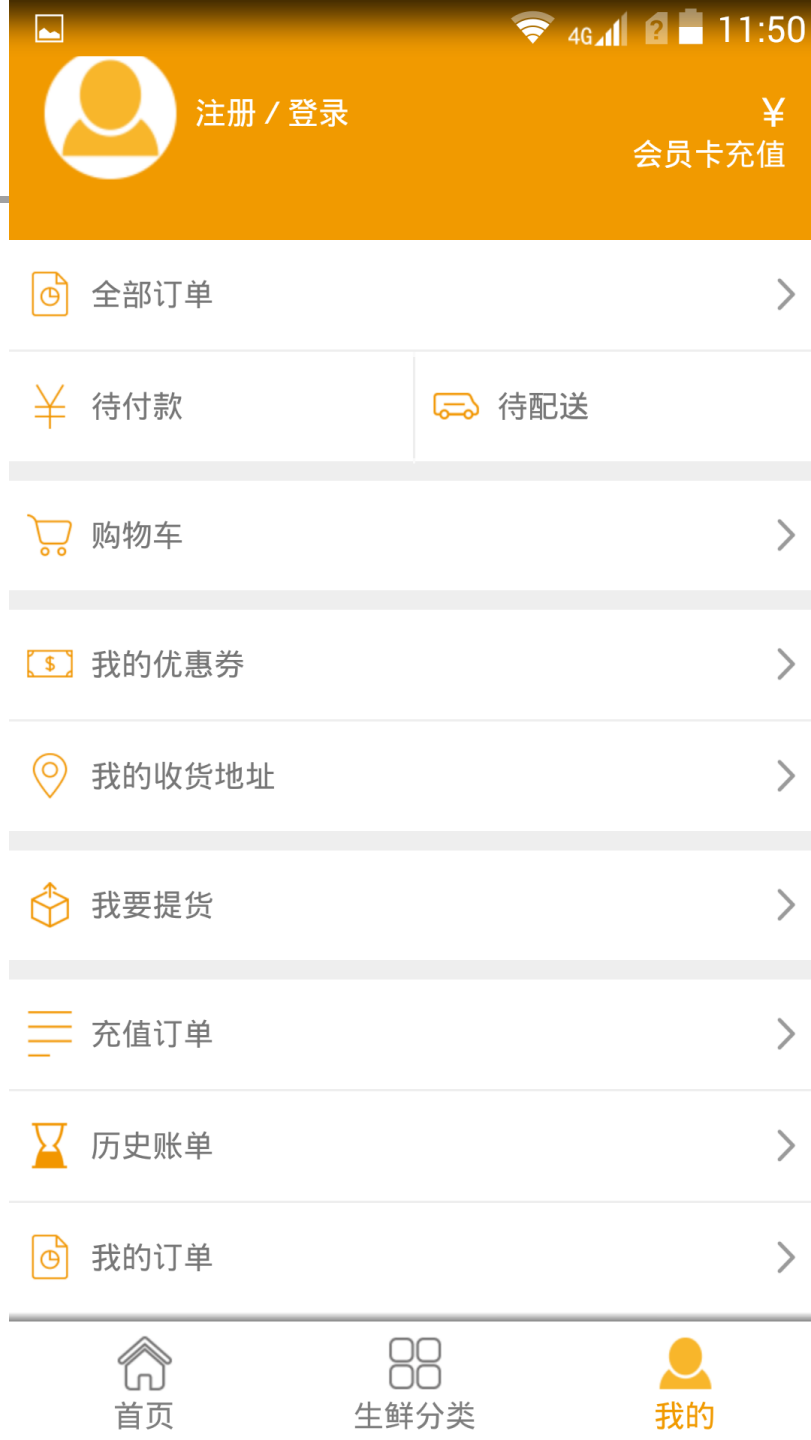 4G 11:50
注册 / 登录
¥
会员卡充值
全部订单
待付款
待配送
购物车
我的优惠券
我的收货地址
我要提货
充值订单
历史账单
我的订单
首页
生鲜分类
我的